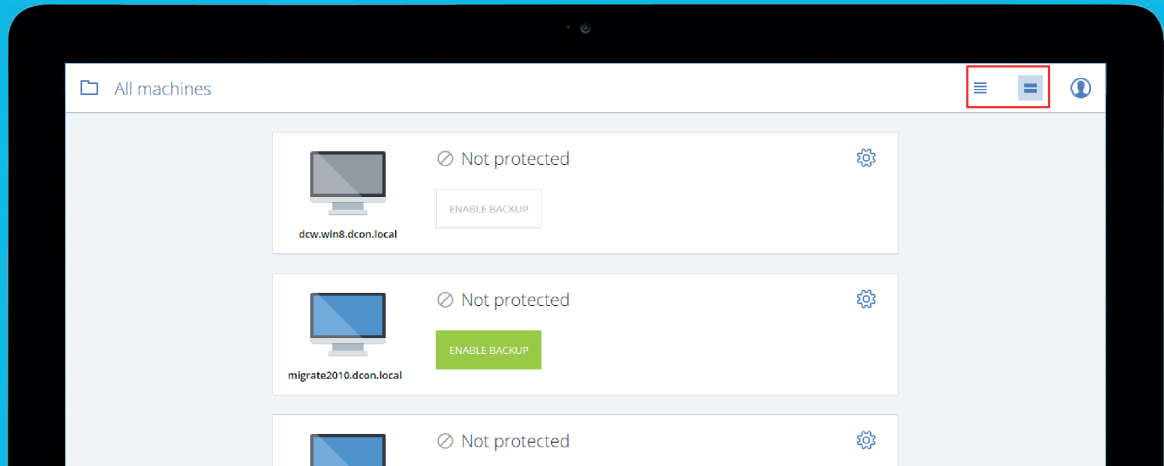 All machines
Not protected
ENABLE BACKUP
dcw.win8.dcon.local
Not protected
ENABLE BACKUP
migrate2010.dcon.local
Not protected